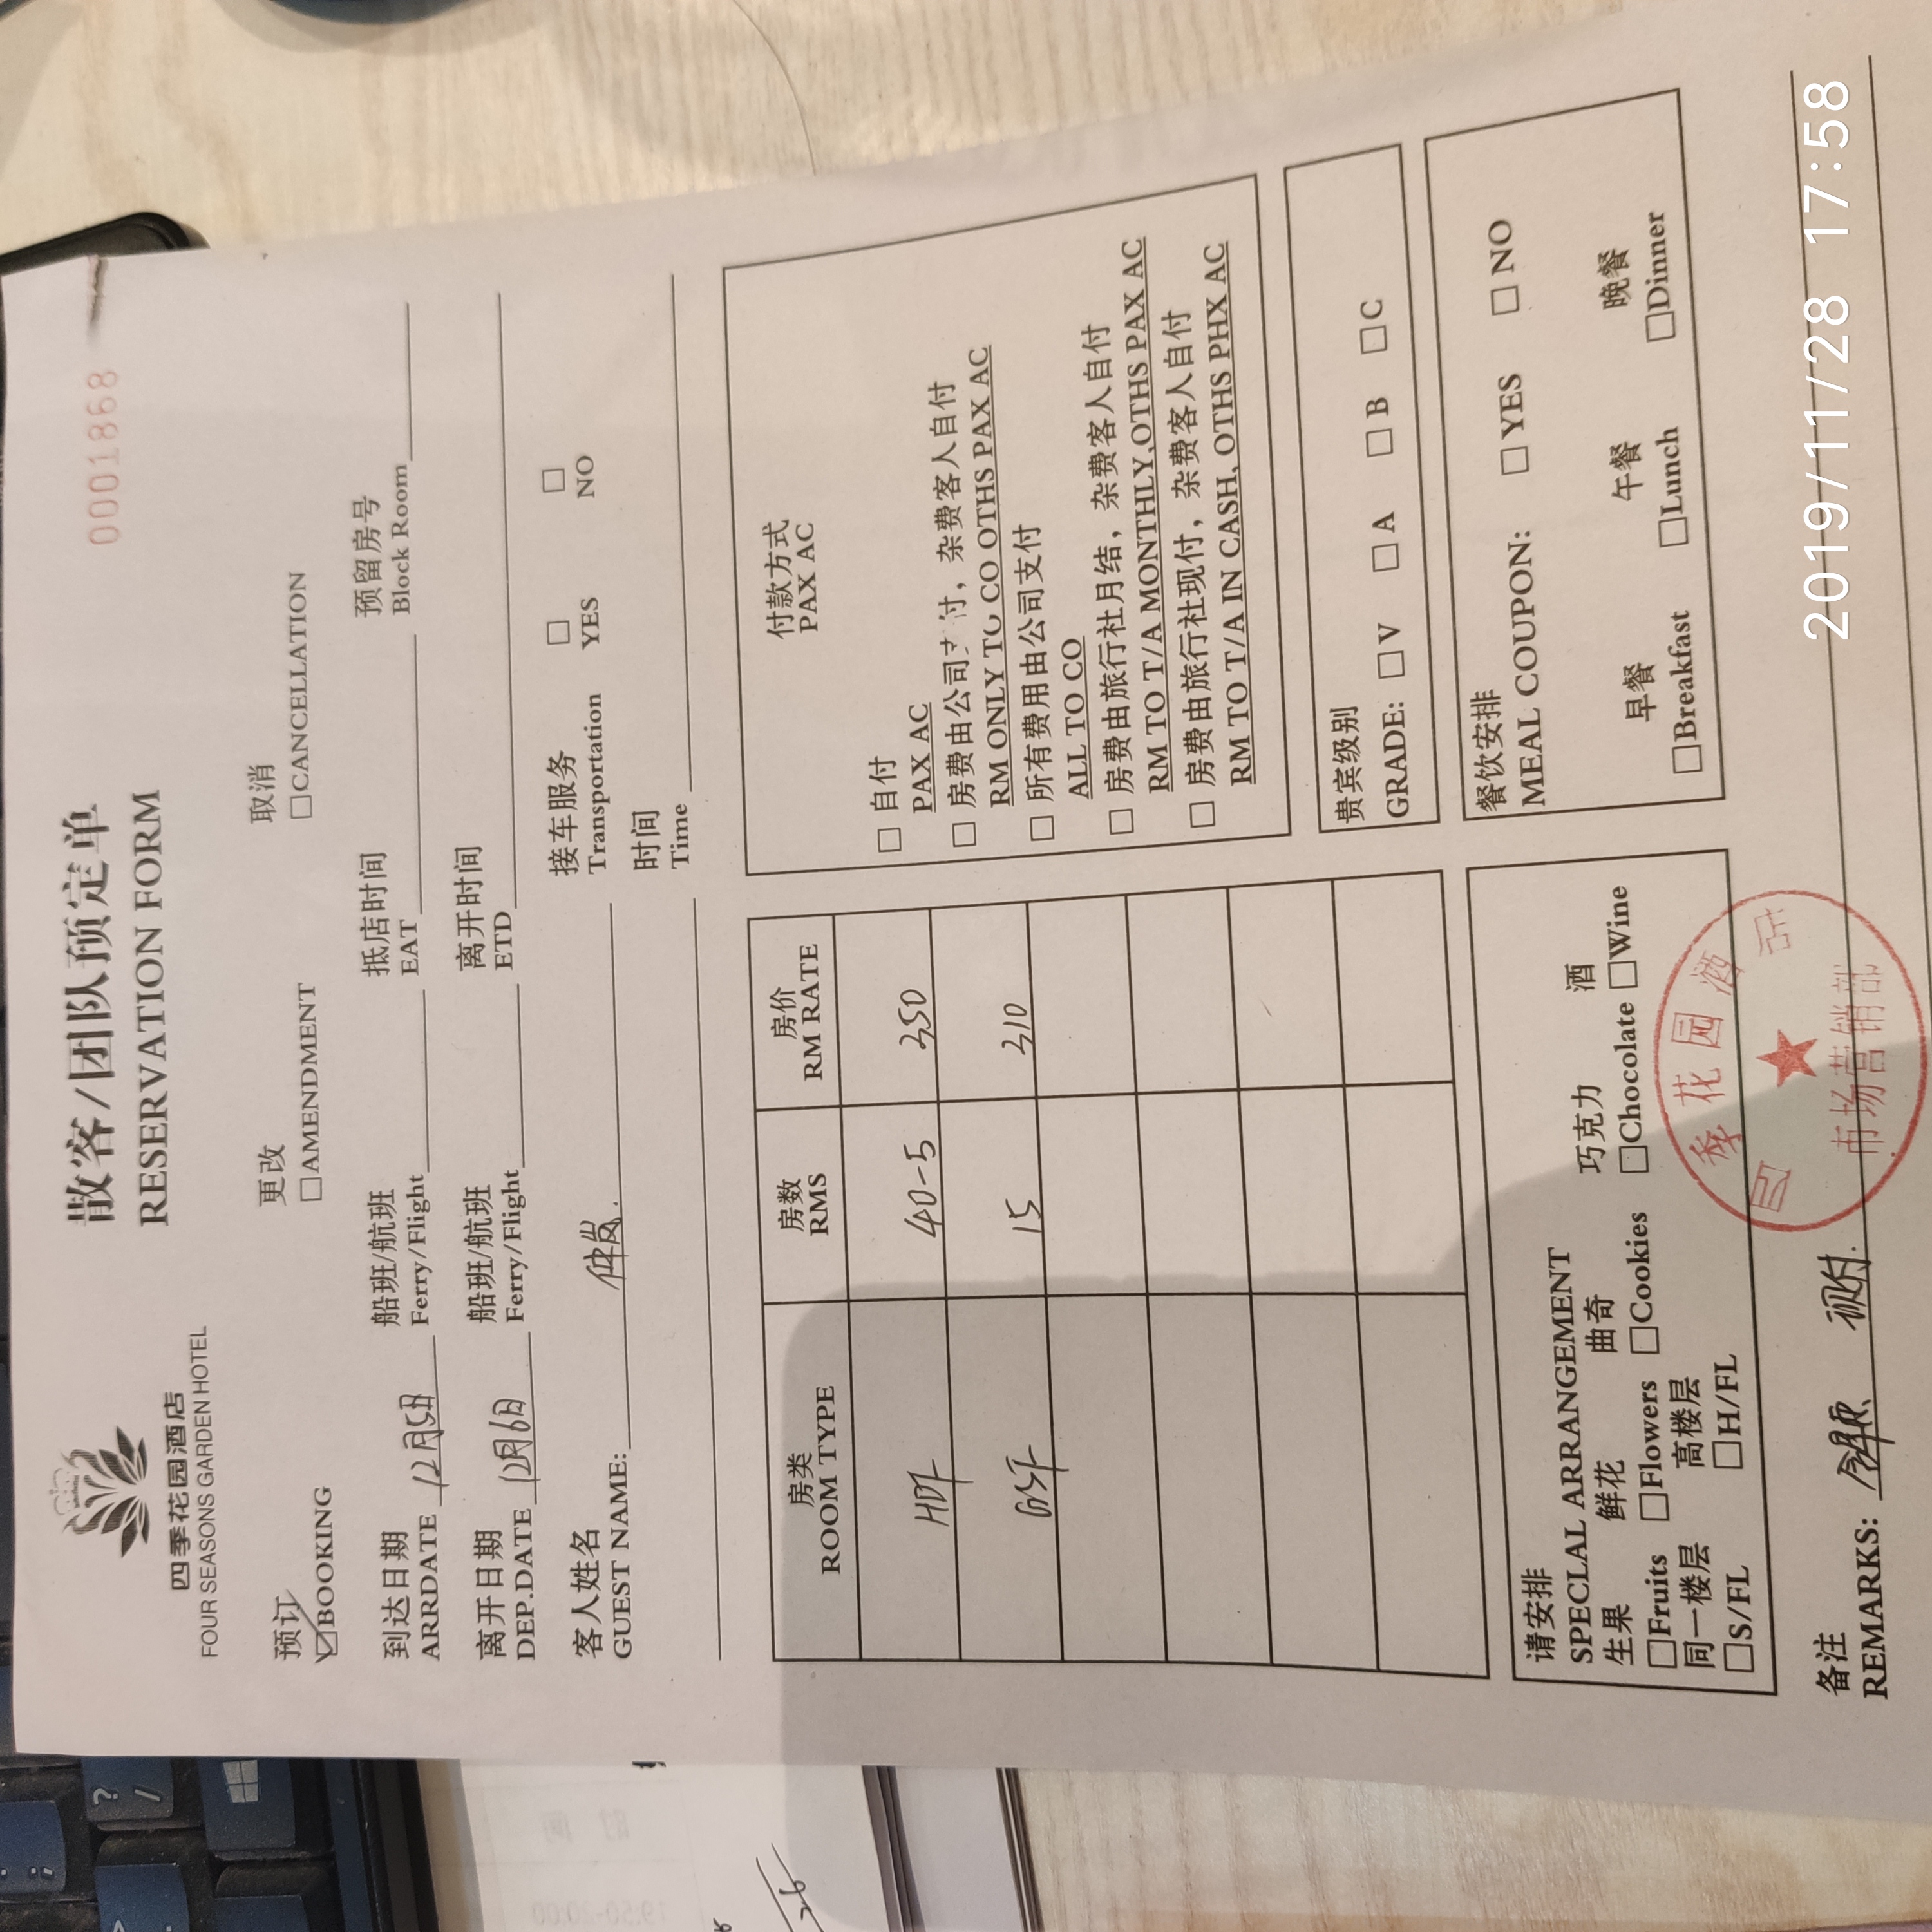 0001868
四季花园酒店
FOUR SEASONS GARDEN HOTEL
散客/团队预定单
RESERVATION FORM
预订 更改 取消
☑BOOKING □AMENDMENT □CANCELLATION
到达日期 船班/航班 抵店时间 预留房号
ARRDATE 12月5日 Ferry/Flight EAT Block Room
离开日期 船班/航班 离开时间
DEP.DATE 12月6日 Ferry/Flight ETD
客人姓名 接车服务 □ □
GUEST NAME: Transportation YES NO
时间
Time
房类 房数 房价
ROOM TYPE RMS RM RATE
HDT 40-5 350
GST 15 310
付款方式
PAX AC
□ 自付
PAX AC
□ 房费由公司 付，杂费客人自付
RM ONLY TO CO OTHS PAX AC
□ 所有费用由公司支付
ALL TO CO
□ 房费由旅行社月结，杂费客人自付
RM TO T/A MONTHLY,OTHS PAX AC
□ 房费由旅行社现付，杂费客人自付
RM TO T/A IN CASH, OTHS PHX AC
贵宾级别
GRADE: □V □A □B □C
请安排
SPECLAL ARRANGEMENT
生果 鲜花 曲奇 巧克力 酒
□Fruits □Flowers □Cookies □Chocolate □Wine
同一楼层 高楼层
□S/FL □H/FL
餐饮安排
MEAL COUPON: □YES □NO
早餐 午餐 晚餐
□Breakfast □Lunch □Dinner
备注
REMARKS:
四季花园酒店
市场营销部
2019/11/28 17:58